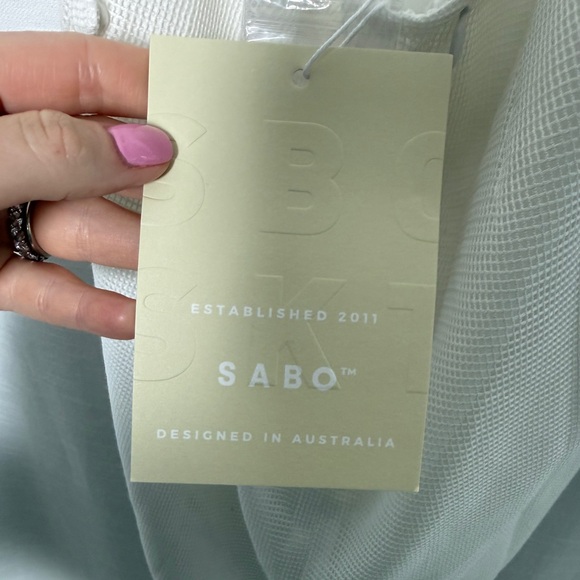 S B O
S K I
ESTABLISHED 2011
SABO™
DESIGNED IN AUSTRALIA